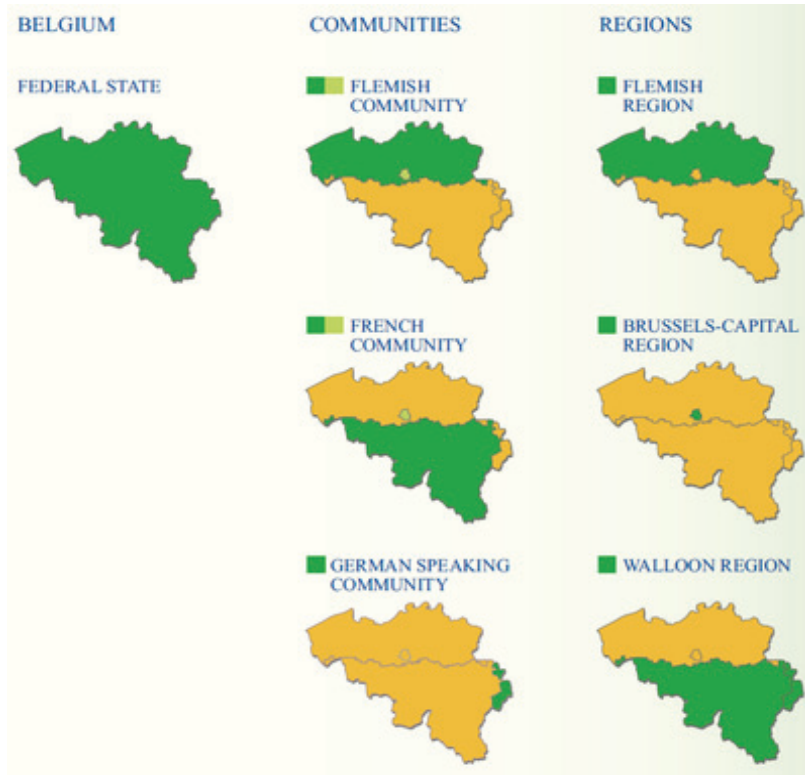 BELGIUM
COMMUNITIES
REGIONS
FEDERAL STATE
FLEMISH
COMMUNITY
FLEMISH
REGION
FRENCH
COMMUNITY
BRUSSELS-CAPITAL
REGION
GERMAN SPEAKING
COMMUNITY
WALLOON REGION